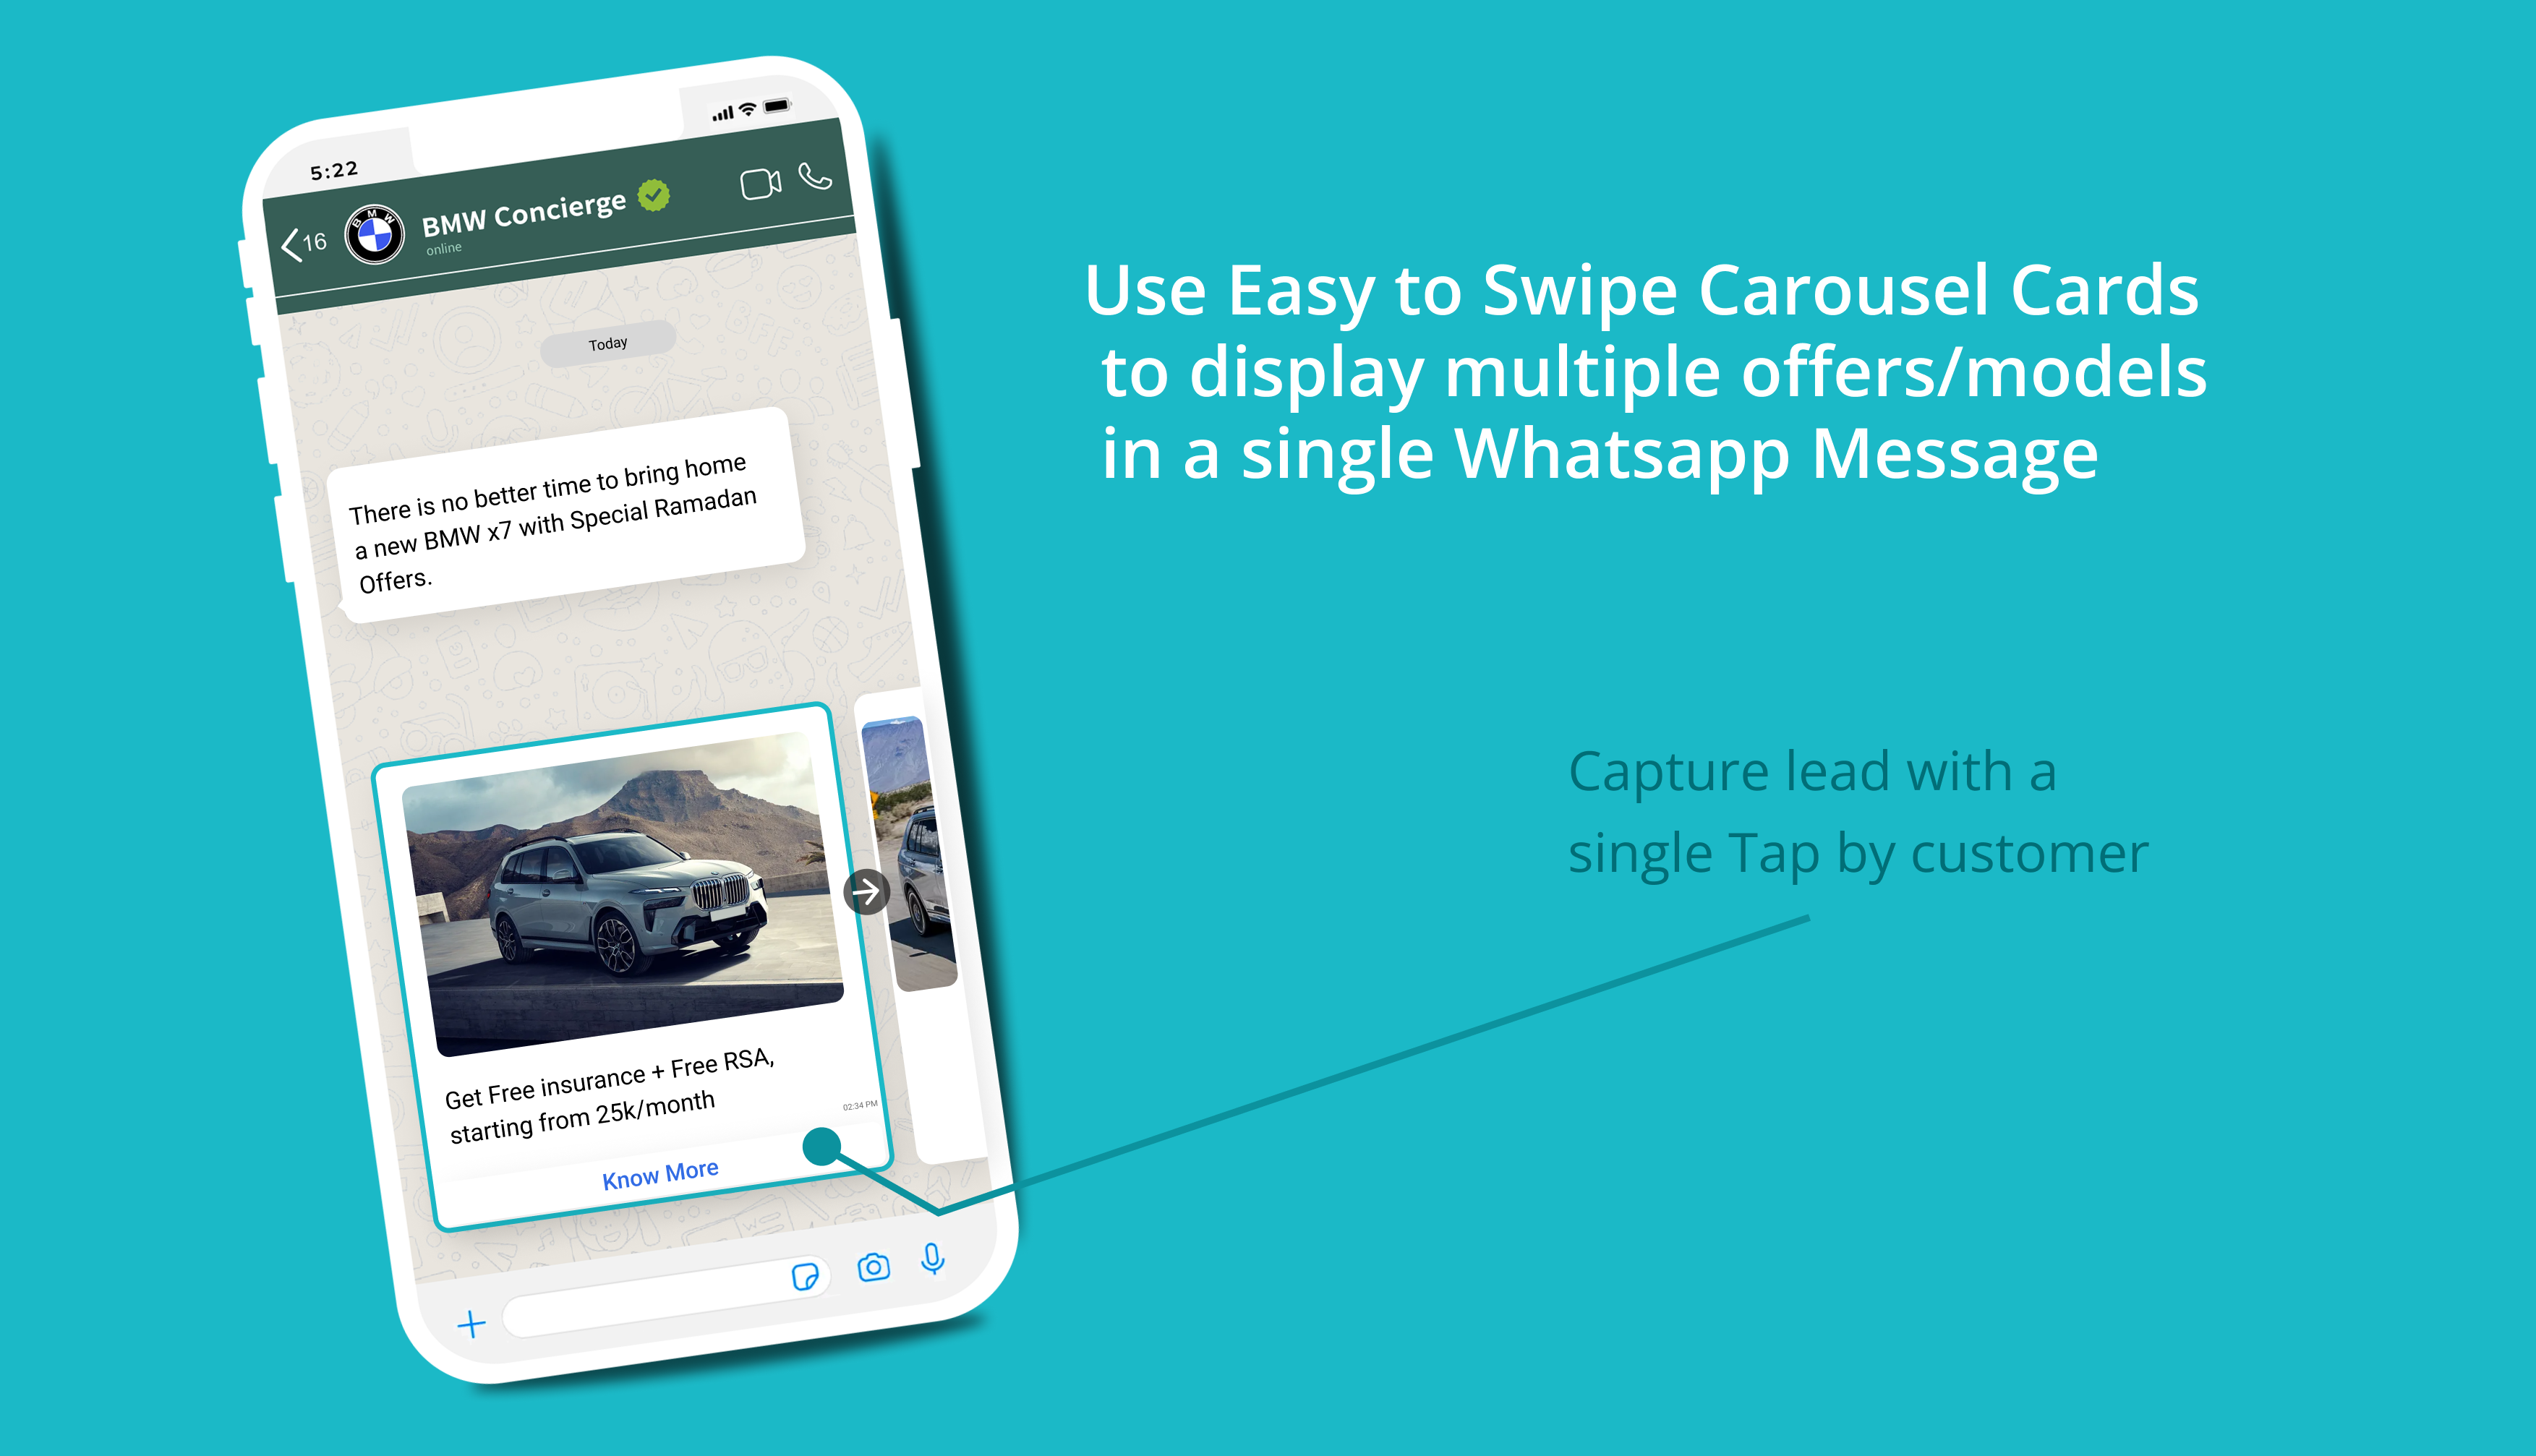 5:22
16
BMW
BMW Concierge
online
Today
There is no better time to bring home
a new BMW x7 with Special Ramadan
Offers.
Get Free insurance + Free RSA,
starting from 25k/month
02:34 PM
Know More
Use Easy to Swipe Carousel Cards
to display multiple offers/models
in a single Whatsapp Message
Capture lead with a
single Tap by customer